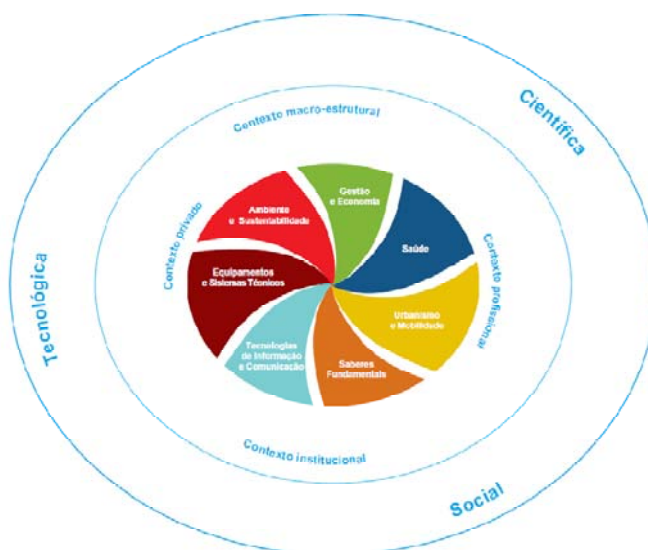 Científica
Contexto macro-estrutural
Gestão
e Economia
Ambiente
e Sustentabilidade
Saúde
Contexto privado
Tecnológica
Equipamentos
e Sistemas Técnicos
Contexto profissional
Urbanismo
e Mobilidade
Tecnologias
de Informação
e Comunicação
Saberes
Fundamentais
Contexto institucional
Social